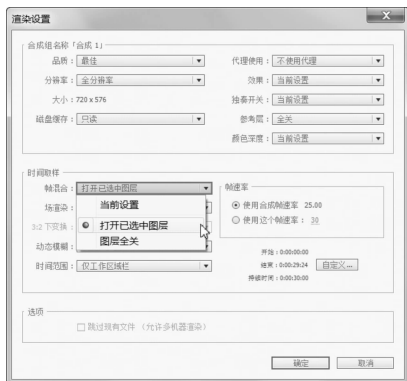 渲染设置
合成组名称「合成 1」
品质： 最佳
分辨率： 全分辨率
大小：720 x 576
磁盘缓存： 只读
代理使用： 不使用代理
效果： 当前设置
独奏开关： 当前设置
参考层： 全关
颜色深度： 当前设置
时间取样
帧混合： 打开已选中图层
当前设置
打开已选中图层
图层全关
场渲染：
3:2 下变换：
动态模糊：
时间范围： 仅工作区域栏
帧速率
使用合成帧速率 25.00
使用这个帧速率： 30
开始：0:00:00:00
结束：0:00:29:24 自定义...
持续时间：0:00:30:00
选项
跳过现有文件 （允许多机器渲染）
确定 取消